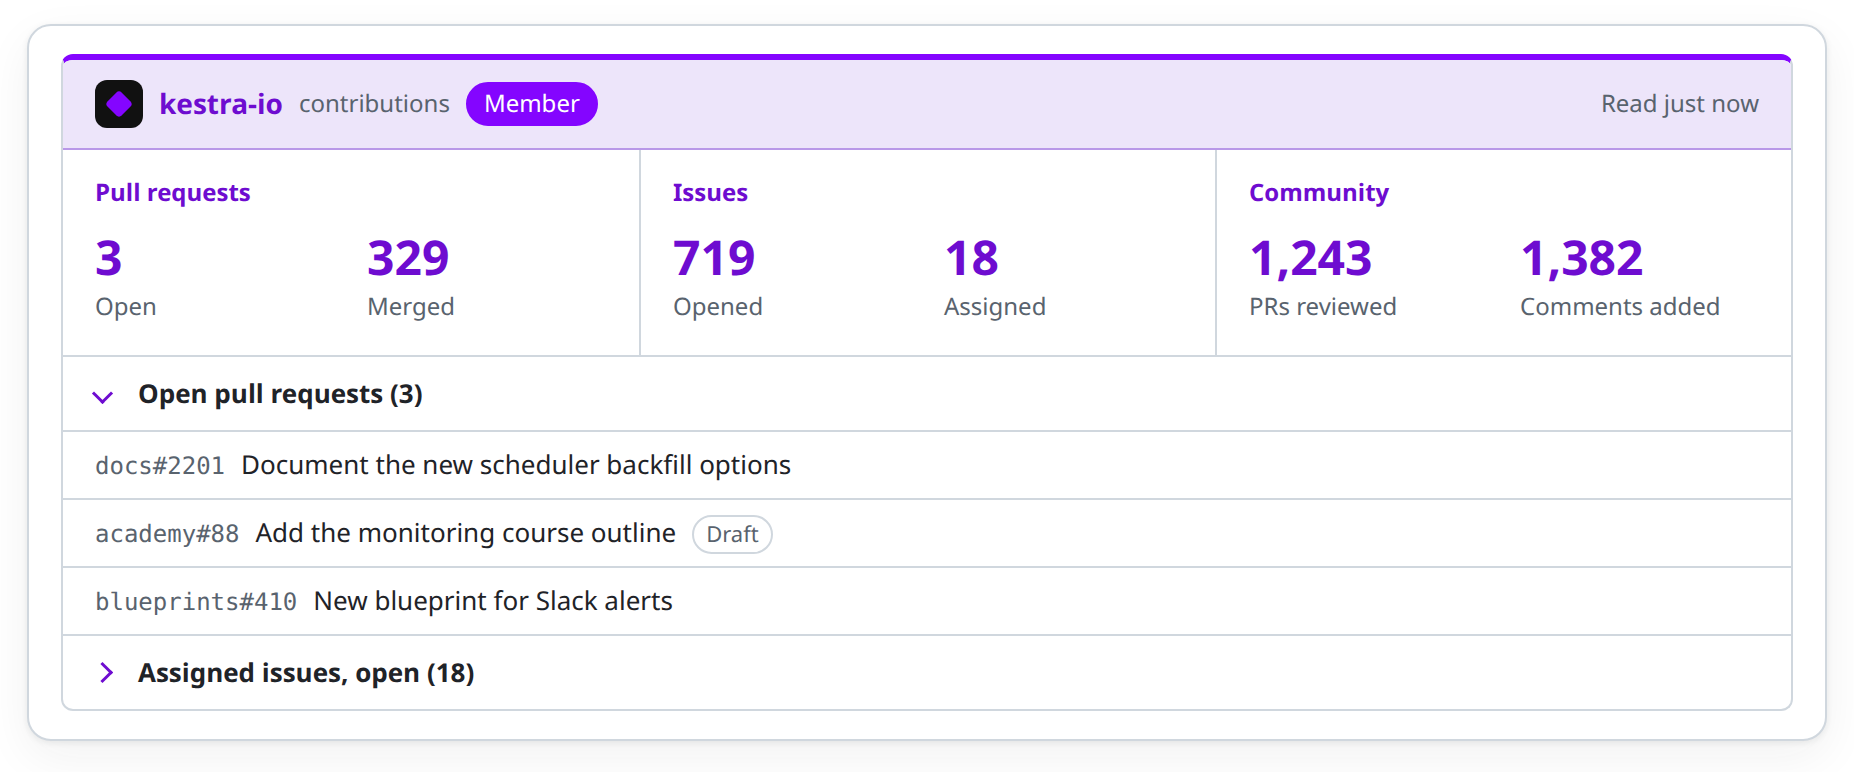 kestra-io contributions Member Read just now
Pull requests Issues Community
3 329 719 18 1,243 1,382
Open Merged Opened Assigned PRs reviewed Comments added
Open pull requests (3)
docs#2201 Document the new scheduler backfill options
academy#88 Add the monitoring course outline Draft
blueprints#410 New blueprint for Slack alerts
Assigned issues, open (18)